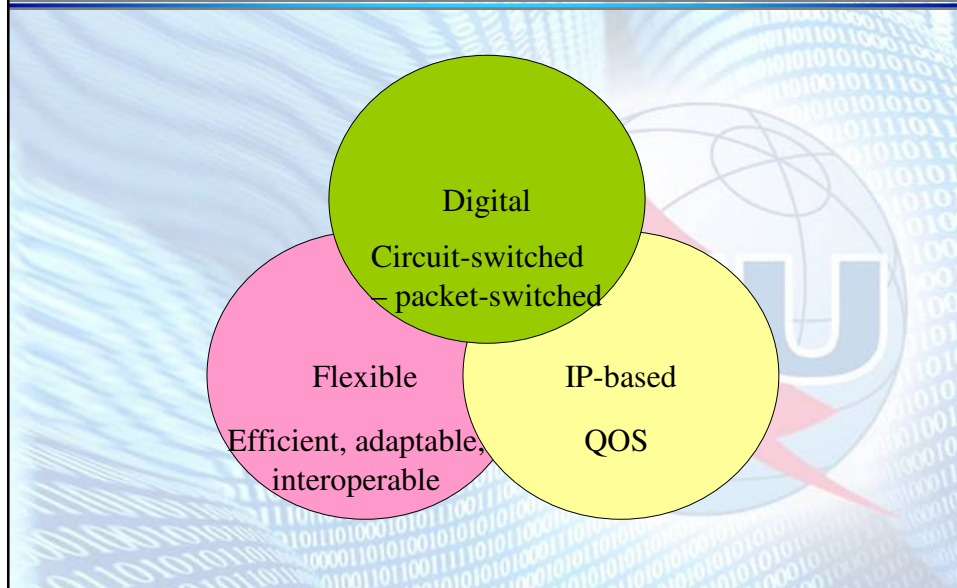 Digital
Circuit-switched
– packet-switched
Flexible
Efficient, adaptable,
interoperable
IP-based
QOS
U